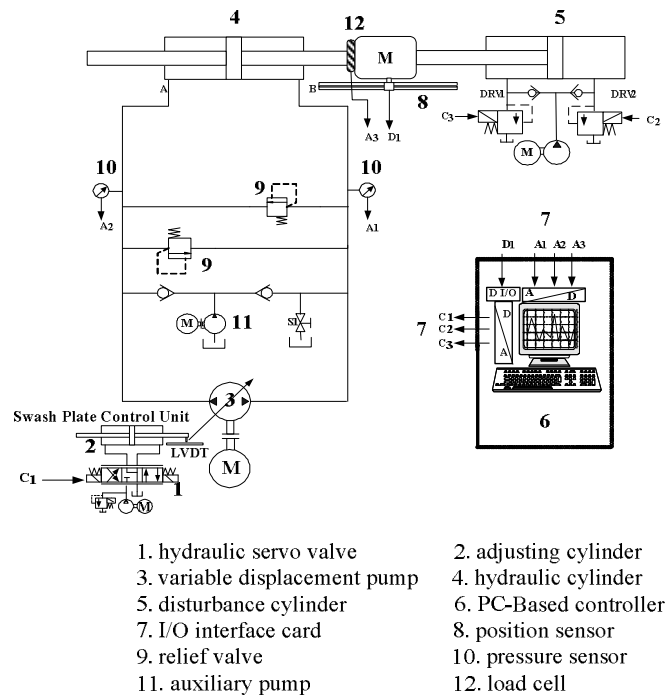 4 12 5
M
A B 8 DRV1 DRV2
C3 C2
A3 D1
M
10 10
9
A2 A1
7
D1 A1 A2 A3
9
D I/O A D
C1
7 C2
C3
D
A
M 11 S1
3
6
Swash Plate Control Unit
2
LVDT
M
C1 1
M
1. hydraulic servo valve 2. adjusting cylinder
3. variable displacement pump 4. hydraulic cylinder
5. disturbance cylinder 6. PC-Based controller
7. I/O interface card 8. position sensor
9. relief valve 10. pressure sensor
11. auxiliary pump 12. load cell